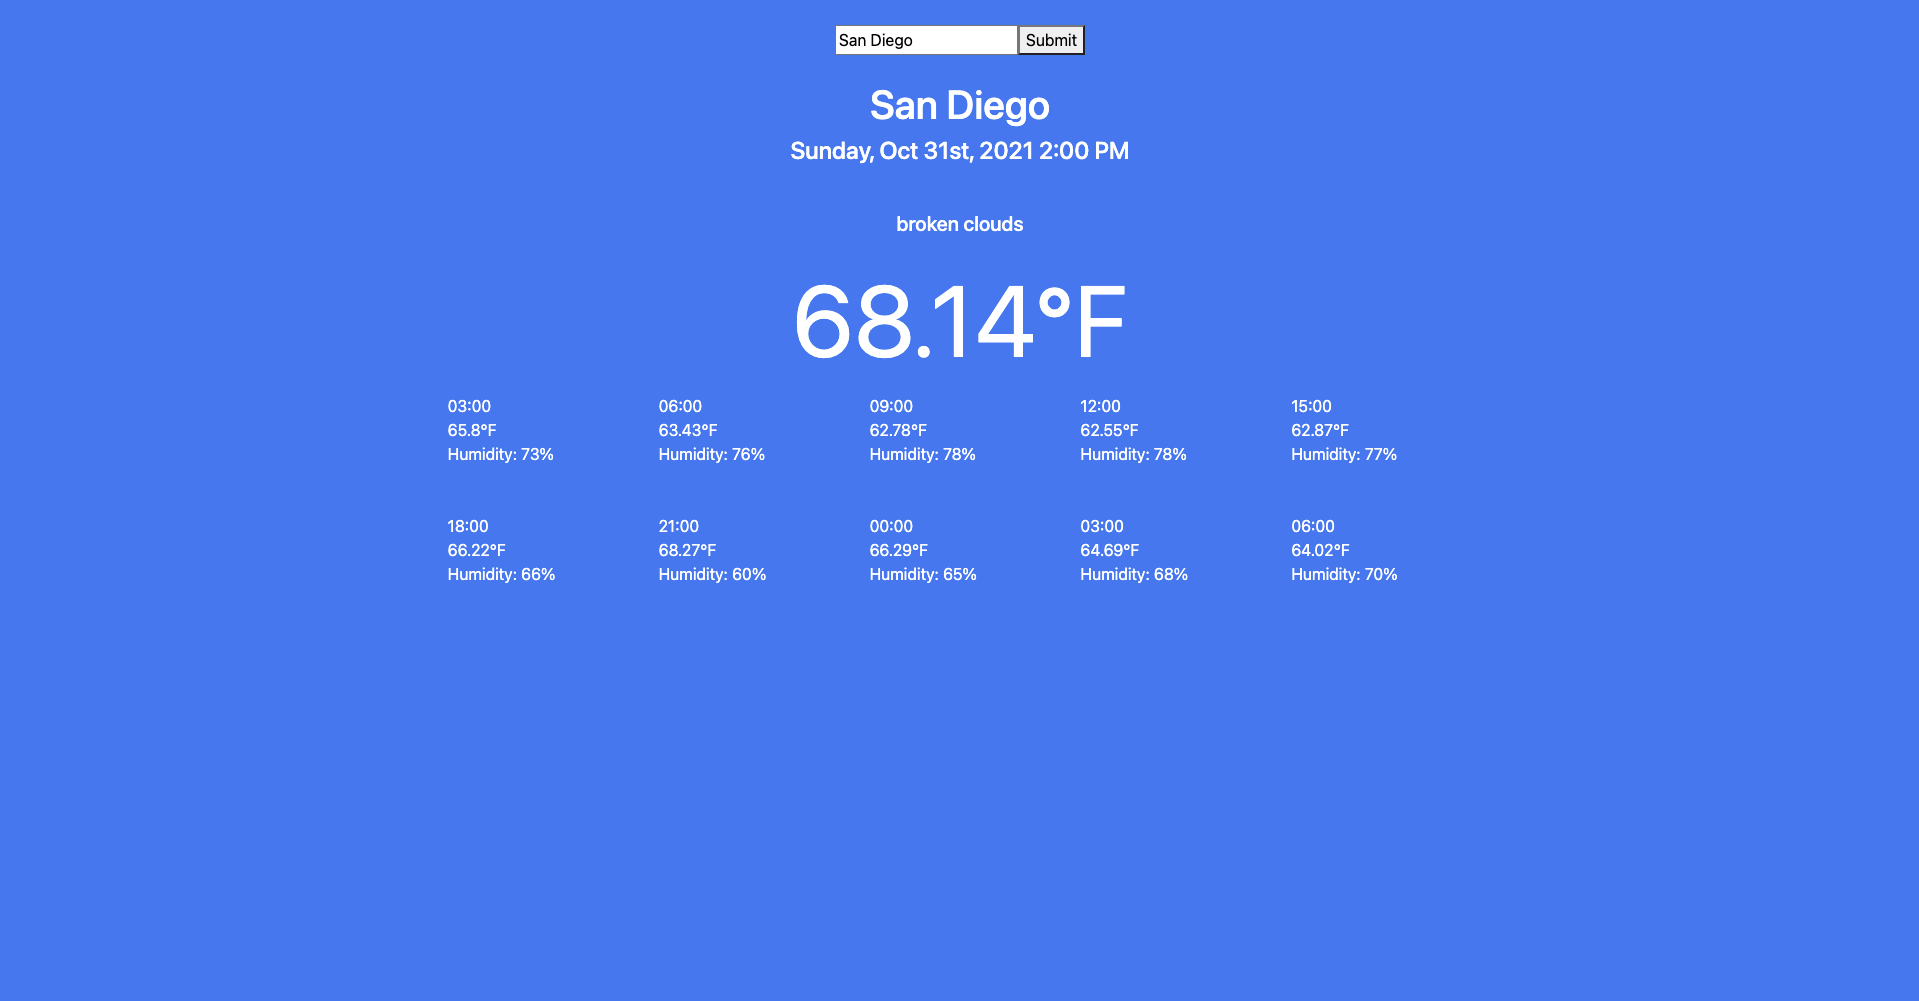 San Diego Submit
San Diego
Sunday, Oct 31st, 2021 2:00 PM
broken clouds
68.14°F
03:00
65.8°F
Humidity: 73%
06:00
63.43°F
Humidity: 76%
09:00
62.78°F
Humidity: 78%
12:00
62.55°F
Humidity: 78%
15:00
62.87°F
Humidity: 77%
18:00
66.22°F
Humidity: 66%
21:00
68.27°F
Humidity: 60%
00:00
66.29°F
Humidity: 65%
03:00
64.69°F
Humidity: 68%
06:00
64.02°F
Humidity: 70%